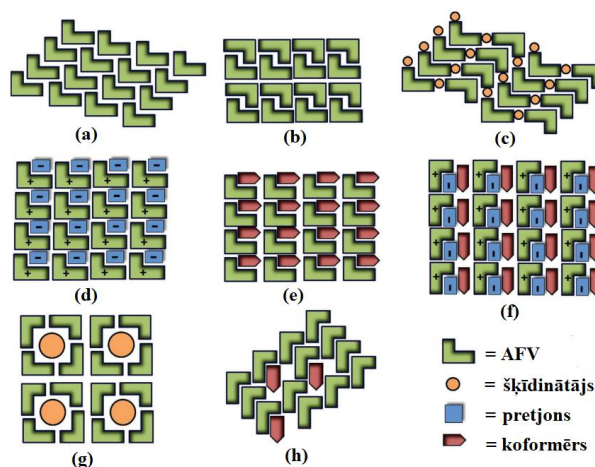 (a)
(b)
(c)
(d)
(e)
(f)
(g)
(h)
= AFV
= šķīdinātājs
= pretjons
= koformērs